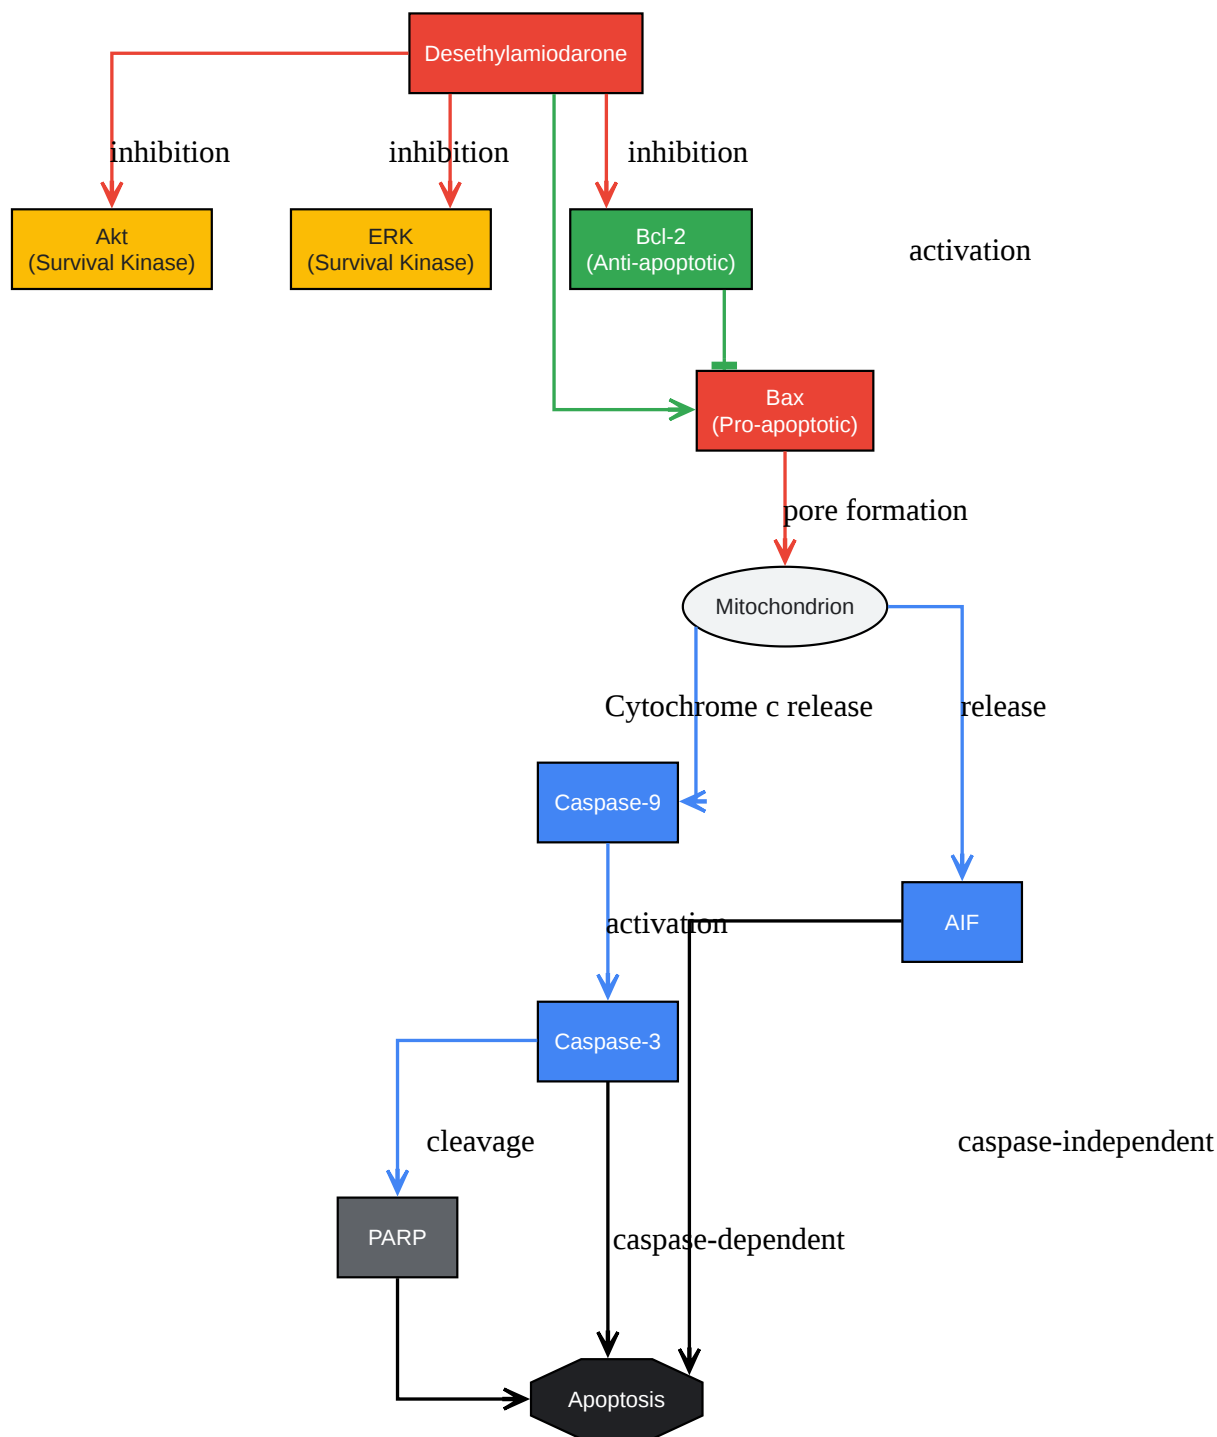 Desethylamiodarone
inhibition
inhibition
inhibition
Akt
(Survival Kinase)
ERK
(Survival Kinase)
Bcl-2
(Anti-apoptotic)
activation
Bax
(Pro-apoptotic)
pore formation
Mitochondrion
Cytochrome c release
release
Caspase-9
activation
AIF
Caspase-3
cleavage
caspase-independent
PARP
caspase-dependent
Apoptosis